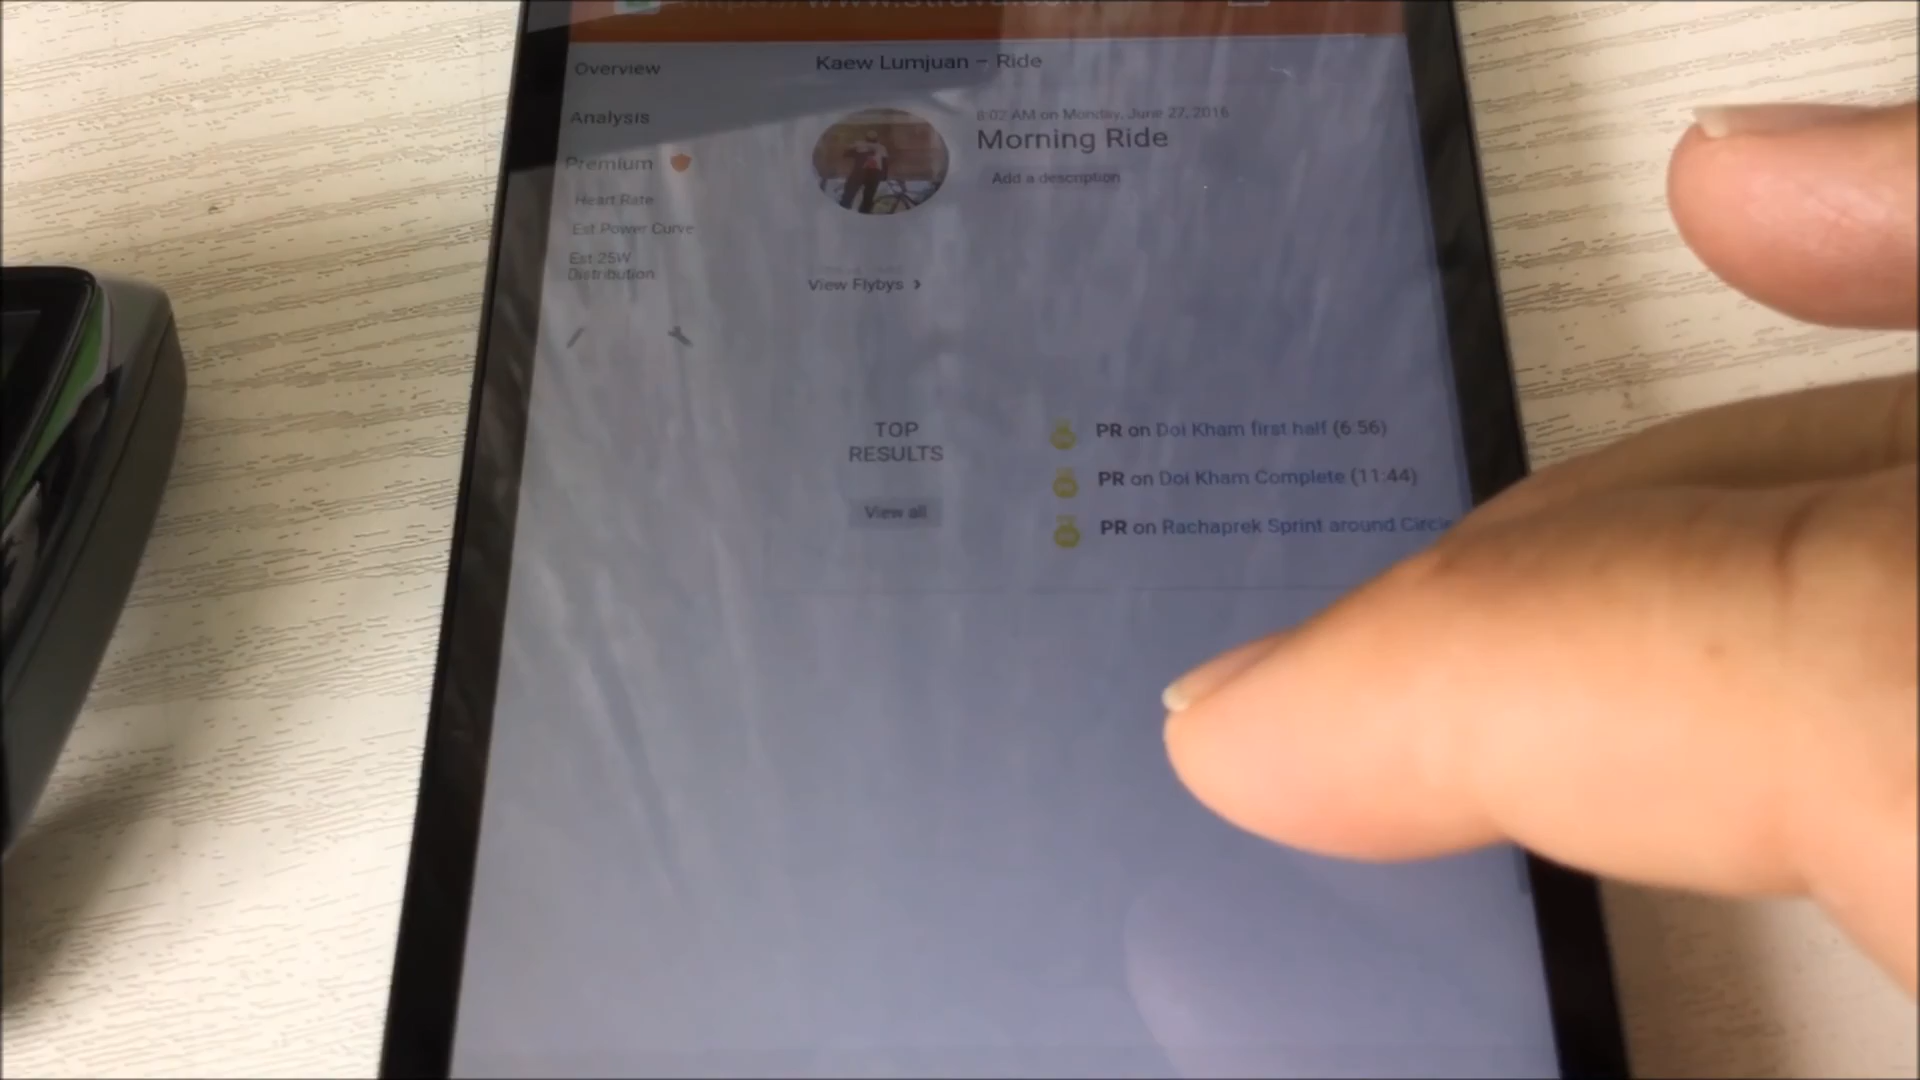 Overview
Analysis
Premium
Heart Rate
Est Power Curve
Est 25W
Distribution
Kaew Lumjuan – Ride
8:02 AM on Monday, June 27, 2016
Morning Ride
Add a description
View Flybys ›
TOP
RESULTS
View all
PR on Doi Kham first half (6:56)
PR on Doi Kham Complete (11:44)
PR on Rachaprek Sprint around Circle